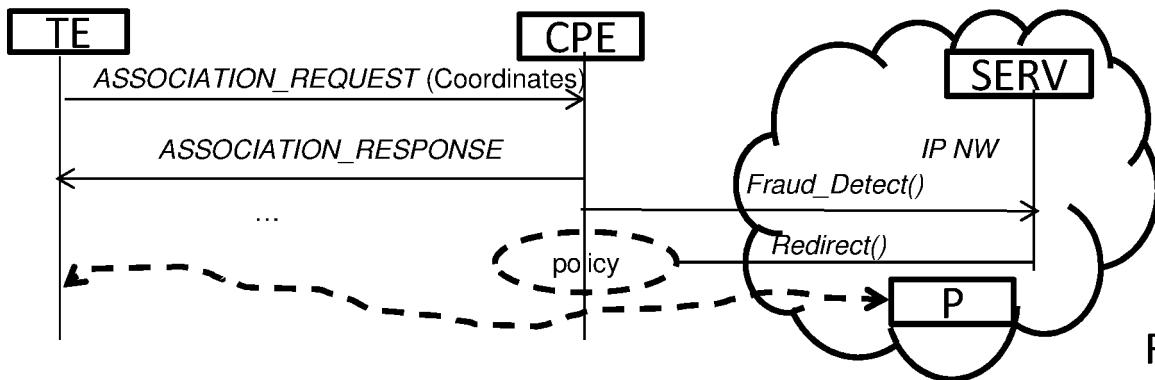 TE
CPE
SERV
ASSOCIATION_REQUEST (Coordinates)
ASSOCIATION_RESPONSE
IP NW
Fraud_Detect()
...
Redirect()
policy
P